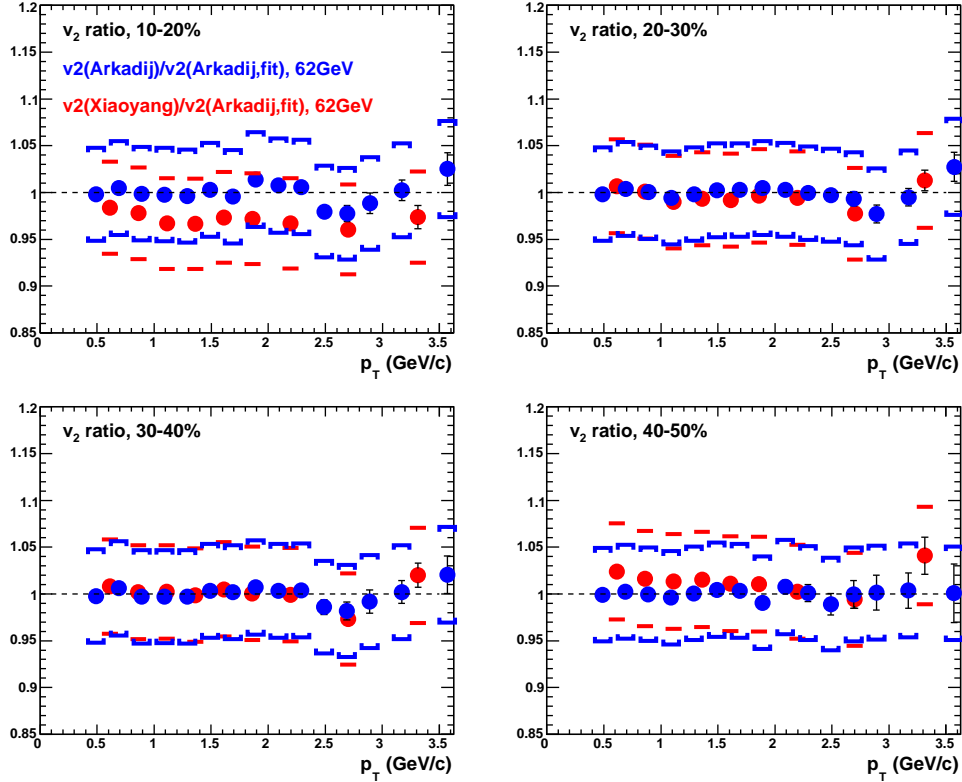 v2 ratio, 10-20%
v2(Arkadij)/v2(Arkadij,fit), 62GeV
v2(Xiaoyang)/v2(Arkadij,fit), 62GeV
1.2
1.15
1.1
1.05
1
0.95
0.9
0.85
0 0.5 1 1.5 2 2.5 3 3.5
pT (GeV/c)
v2 ratio, 20-30%
1.2
1.15
1.1
1.05
1
0.95
0.9
0.85
0 0.5 1 1.5 2 2.5 3 3.5
pT (GeV/c)
v2 ratio, 30-40%
1.2
1.15
1.1
1.05
1
0.95
0.9
0.85
0 0.5 1 1.5 2 2.5 3 3.5
pT (GeV/c)
v2 ratio, 40-50%
1.2
1.15
1.1
1.05
1
0.95
0.9
0.85
0 0.5 1 1.5 2 2.5 3 3.5
pT (GeV/c)